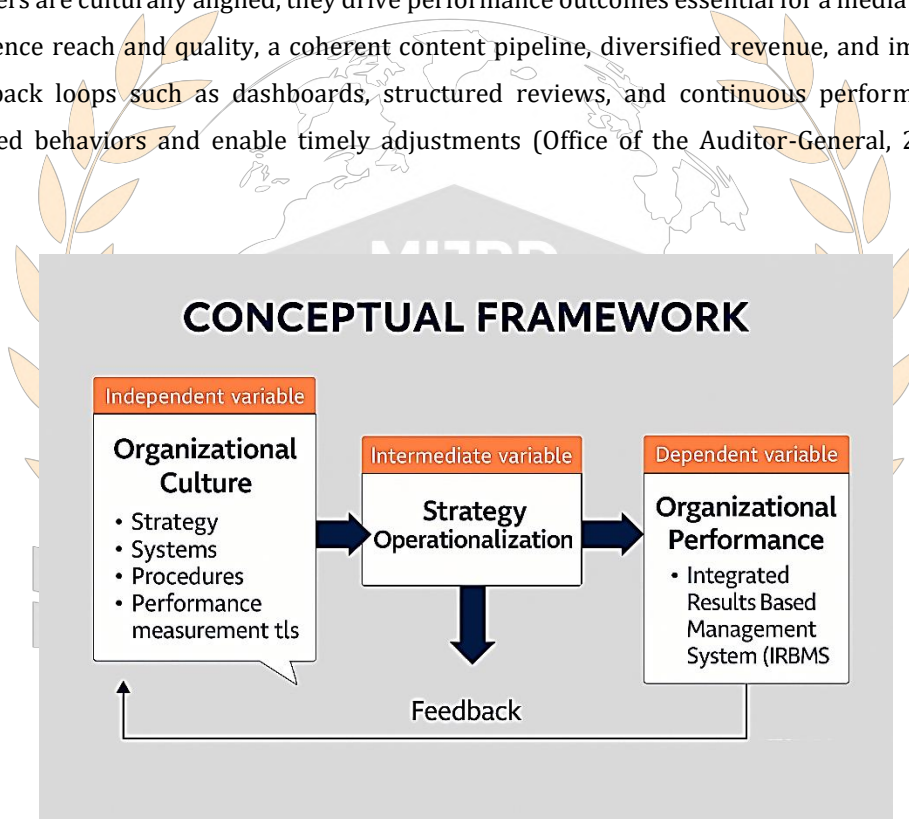 ers are culturally aligned, they drive performance outcomes essential for a media
ence reach and quality, a coherent content pipeline, diversified revenue, and im
back loops such as dashboards, structured reviews, and continuous perform
ed behaviors and enable timely adjustments (Office of the Auditor-General, 2
CONCEPTUAL FRAMEWORK
Independent variable
Organizational
Culture
• Strategy
• Systems
• Procedures
• Performance
measurement tls
Intermediate variable
Strategy
Operationalization
Dependent variable
Organizational
Performance
• Integrated
Results Based
Management
System (IRBMS
Feedback